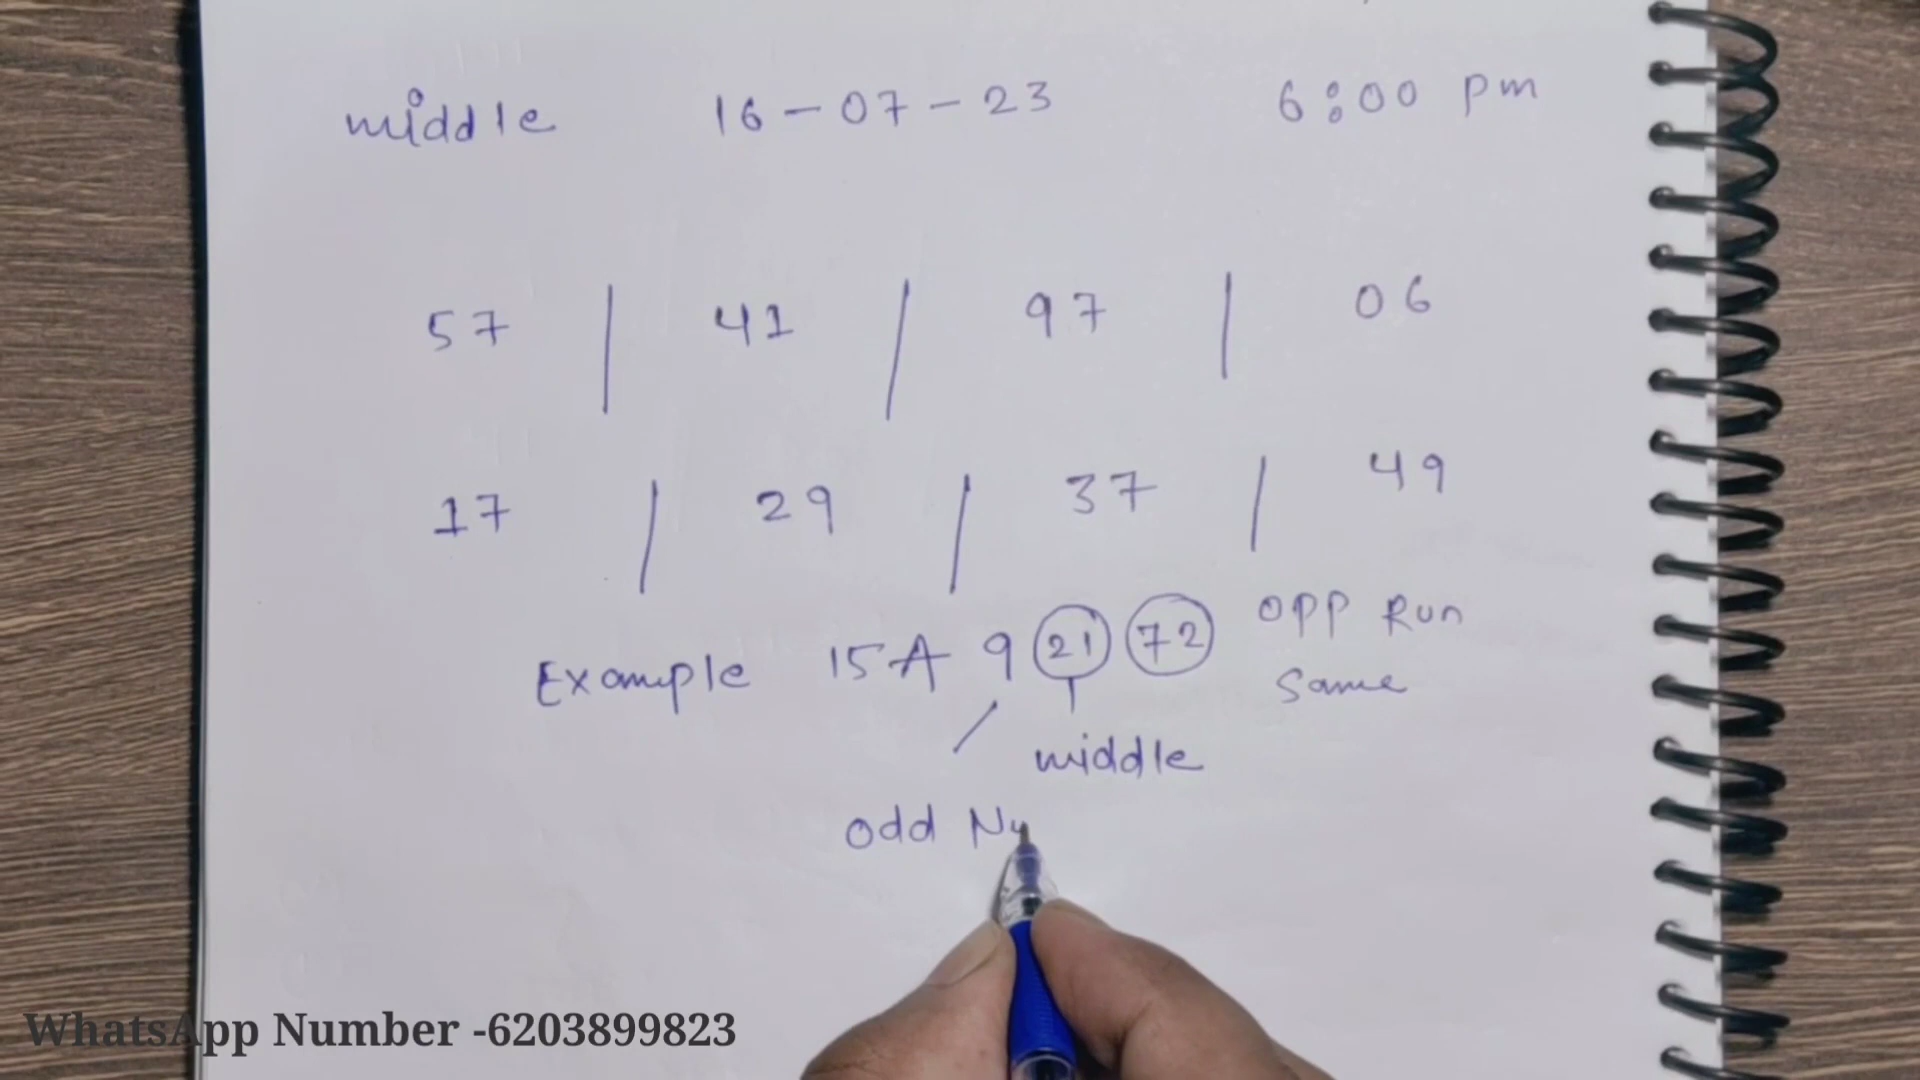 middle 16-07-23 6:00 pm
57 | 41 | 97 | 06
17 | 29 | 37 | 49
Example 15A 9 21 72 OPP Run
Same
middle
odd Nu
WhatsApp Number -6203899823